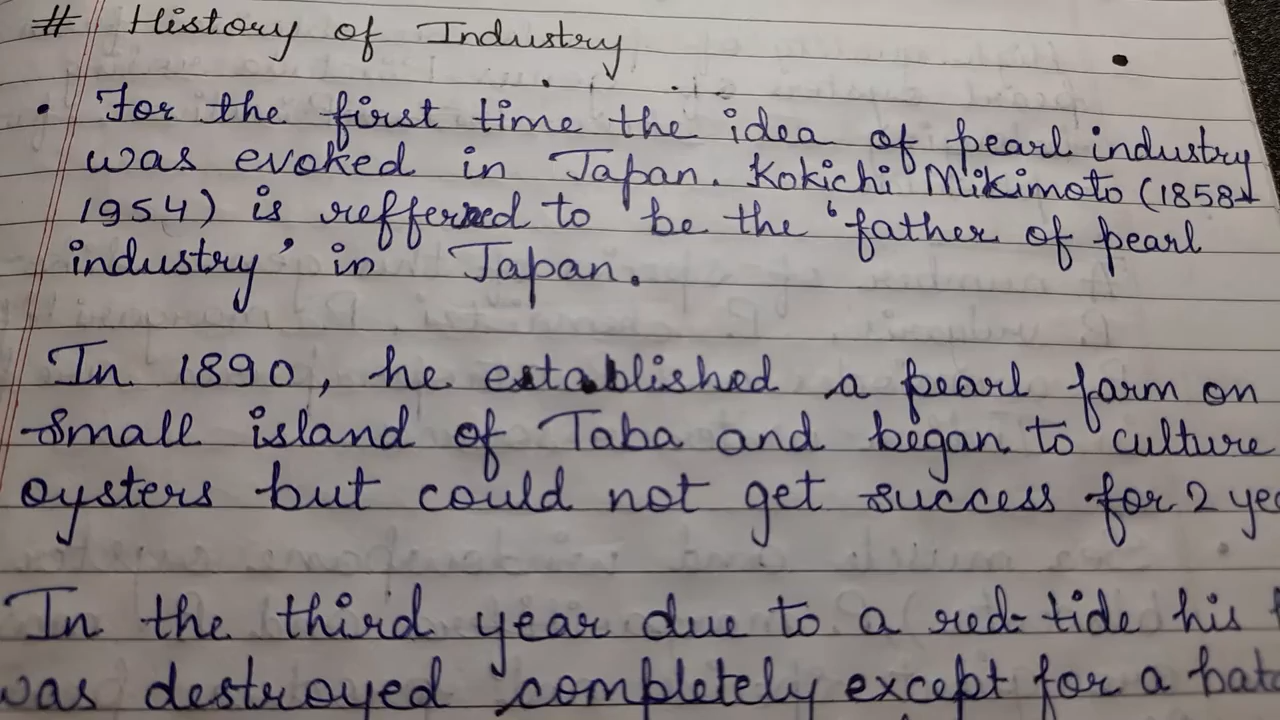 # History of Industry
• For the first time the idea of pearl industry
was evoked in Japan. Kokichi Mikimoto (1858-
1954) is refferred to be the 'father of pearl
industry' in Japan.
In 1890, he established a pearl farm on
small island of Taba and began to culture
oysters but could not get success for 2
In the third year due to a red-tide his
was destroyed completely except for a